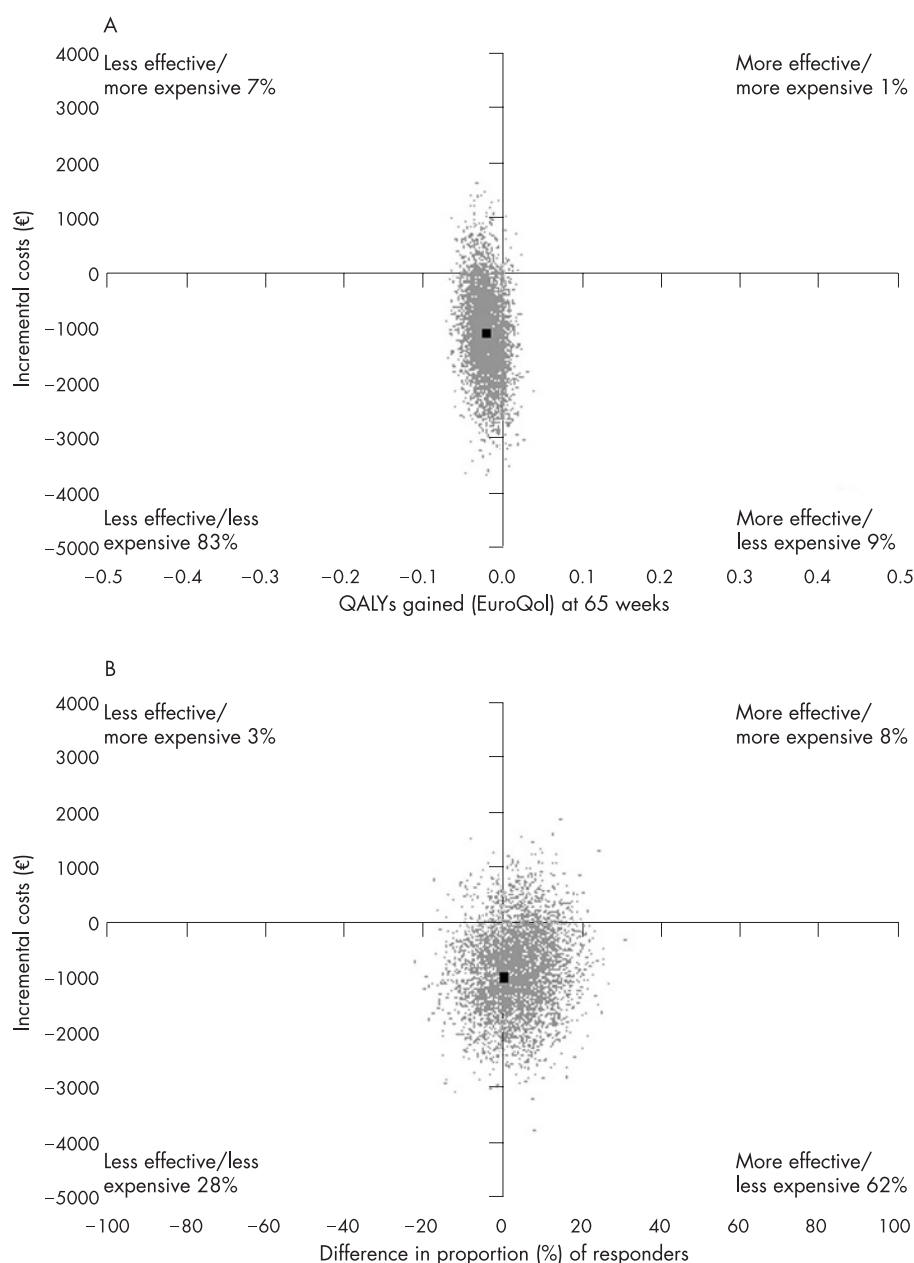 A
4000
Less effective/
more expensive 7%
More effective/
more expensive 1%
3000
2000
1000
0
−1000
−2000
−3000
−4000
−5000
Incremental costs (€)
Less effective/less
expensive 83%
More effective/
less expensive 9%
−0.5 −0.3 −0.2 −0.1 0.0 0.1 0.2 0.3 0.4 0.5
QALYs gained (EuroQol) at 65 weeks
B
4000
Less effective/
more expensive 3%
More effective/
more expensive 8%
3000
2000
1000
0
−1000
−2000
−3000
−4000
−5000
Incremental costs (€)
Less effective/less
expensive 28%
More effective/
less expensive 62%
−100 −80 −60 −40 −20 0 20 40 60 80 100
Difference in proportion (%) of responders